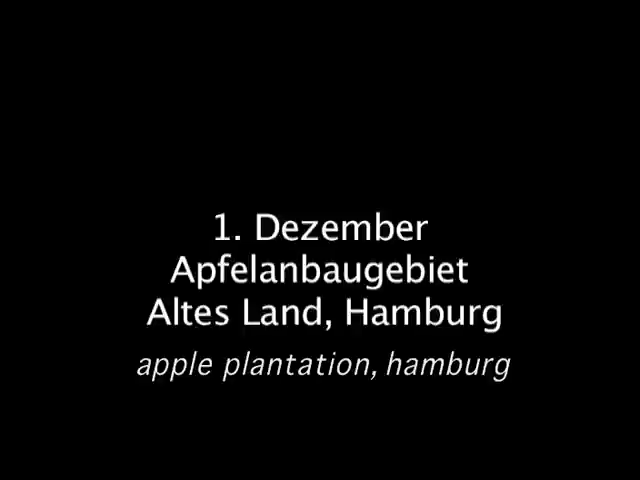 1. Dezember
Apfelanbaugebiet
Altes Land, Hamburg
apple plantation, hamburg